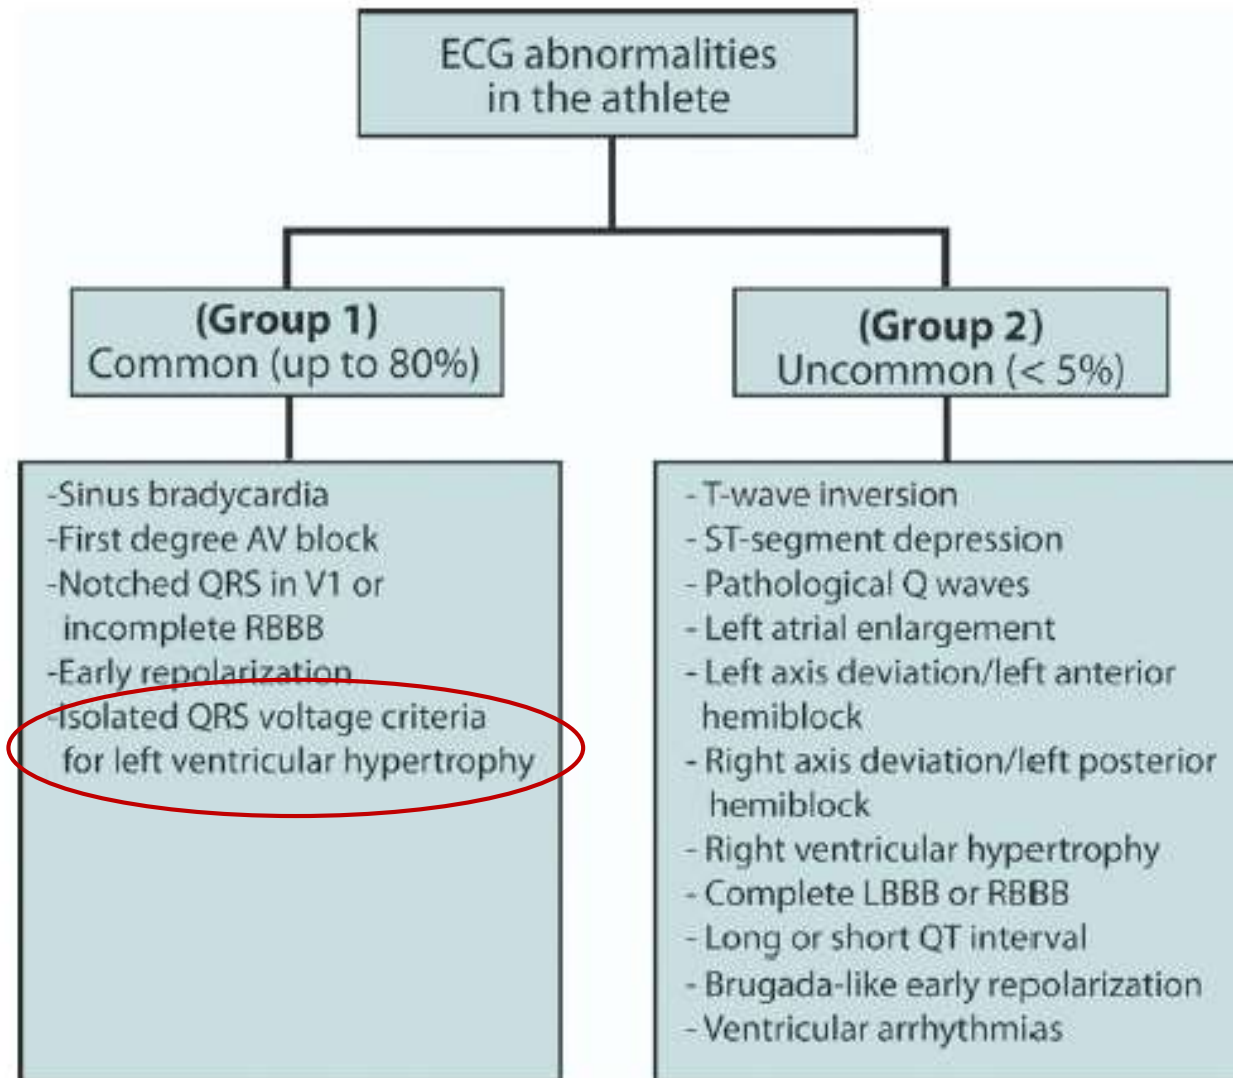 ECG abnormalities
in the athlete
(Group 1)
Common (up to 80%)
-Sinus bradycardia
-First degree AV block
-Notched QRS in V1 or
incomplete RBBB
-Early repolarization
-Isolated QRS voltage criteria
for left ventricular hypertrophy
(Group 2)
Uncommon (< 5%)
- T-wave inversion
- ST-segment depression
- Pathological Q waves
- Left atrial enlargement
- Left axis deviation/left anterior
hemiblock
- Right axis deviation/left posterior
hemiblock
- Right ventricular hypertrophy
- Complete LBBB or RBBB
- Long or short QT interval
- Brugada-like early repolarization
- Ventricular arrhythmias